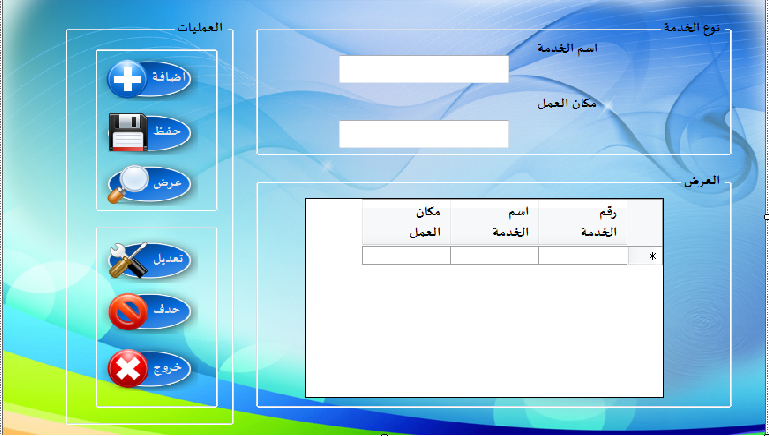 نوع الخدمة
اسم الخدمة
مكان العمل
العرض
رقم الخدمة
اسم الخدمة
مكان العمل
*
العمليات
اضافة
حفظ
عرض
تعديل
حذف
خروج